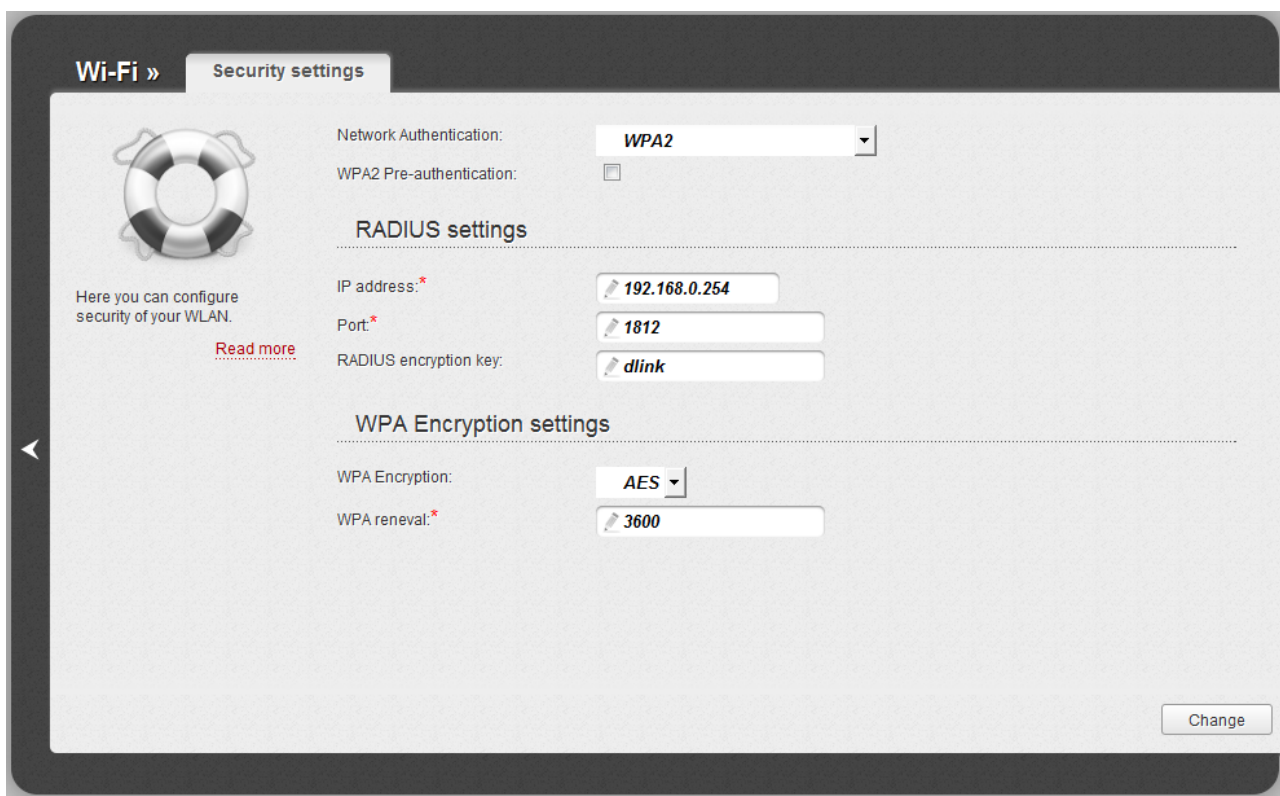 Wi-Fi »
Security settings
Network Authentication:
WPA2
WPA2 Pre-authentication:
RADIUS settings
Here you can configure
security of your WLAN.
Read more
IP address:*
192.168.0.254
Port:*
1812
RADIUS encryption key:
dlink
WPA Encryption settings
WPA Encryption:
AES
WPA reneval:*
3600
Change